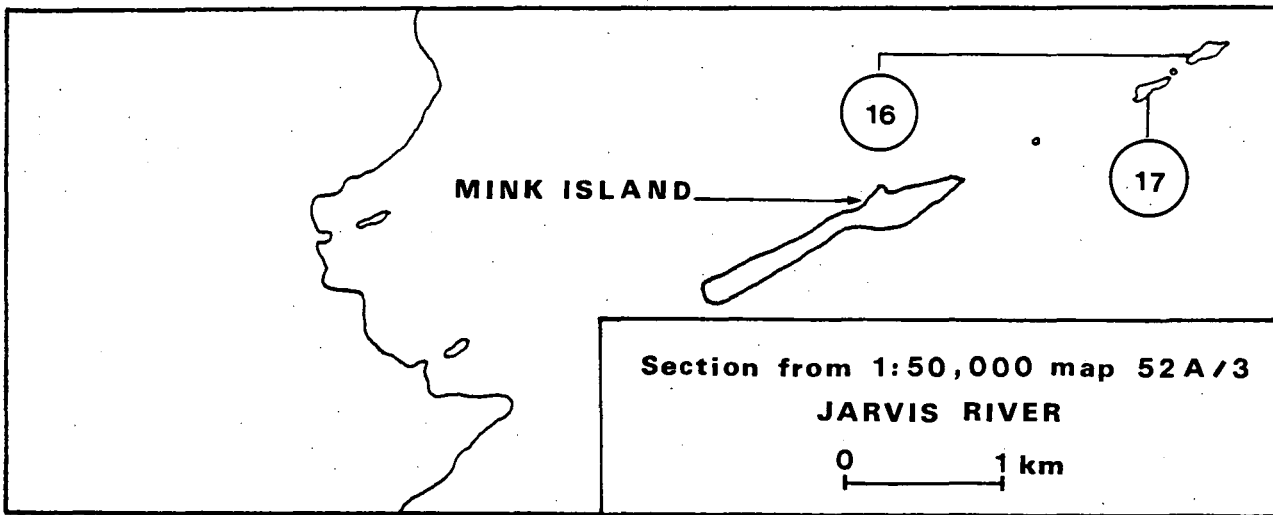 16
17
MINK ISLAND
Section from 1:50,000 map 52A/3
JARVIS RIVER
0 1 km